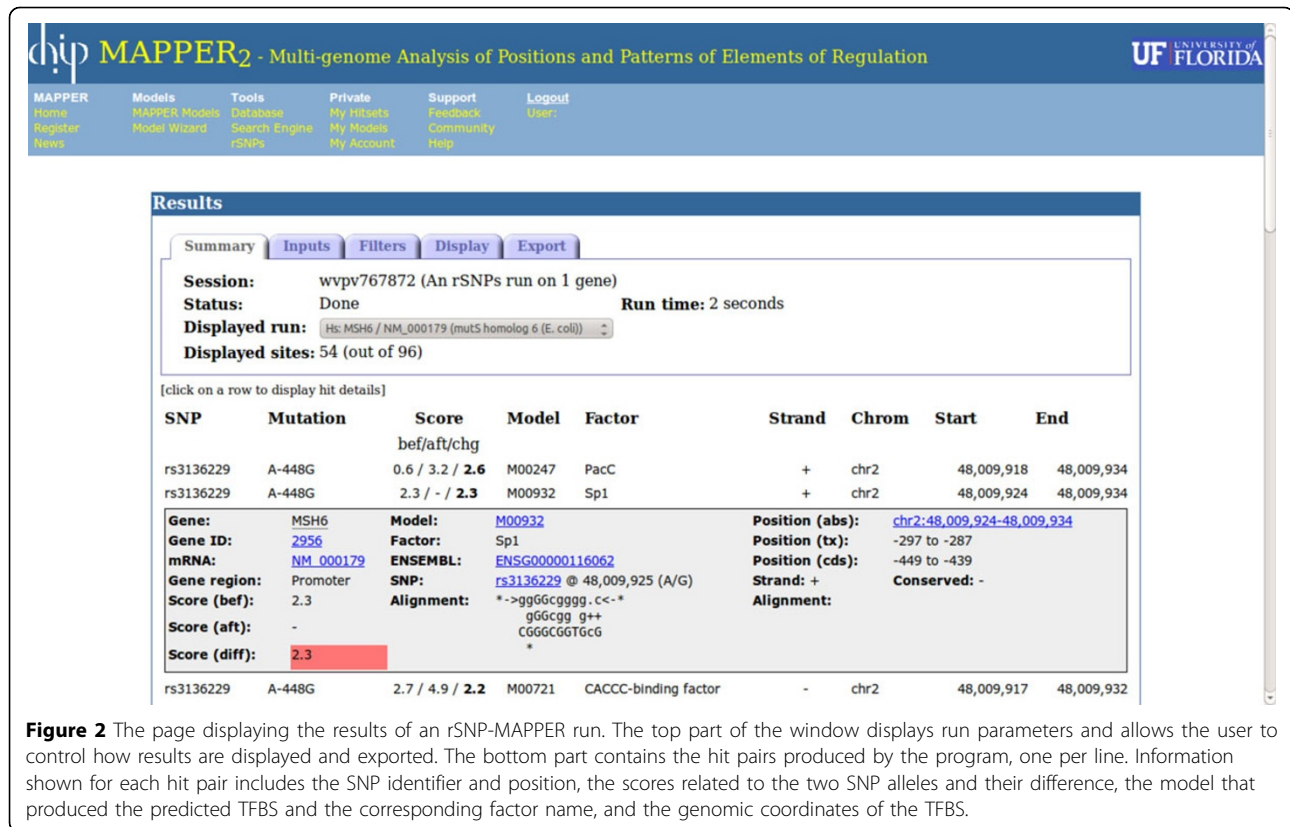 chip MAPPER2 - Multi-genome Analysis of Positions and Patterns of Elements of Regulation UF UNIVERSITY of FLORIDA
MAPPER Models Tools Private Support Logout
Home MAPPER Models Database My Hitsets Feedback User:
Register Model Wizard Search Engine My Models Community
News rSNPs My Account Help
Results
Summary Inputs Filters Display Export
Session: wvpv767872 (An rSNPs run on 1 gene)
Status: Done Run time: 2 seconds
Displayed run: Hs: MSH6 / NM_000179 (mutS homolog 6 (E. coli))
Displayed sites: 54 (out of 96)
[click on a row to display hit details]
SNP Mutation Score Model Factor Strand Chrom Start End
bef/aft/chg
rs3136229 A-448G 0.6 / 3.2 / 2.6 M00247 PacC + chr2 48,009,918 48,009,934
rs3136229 A-448G 2.3 / - / 2.3 M00932 Sp1 + chr2 48,009,924 48,009,934
Gene: MSH6 Model: M00932 Position (abs): chr2:48,009,924-48,009,934
Gene ID: 2956 Factor: Sp1 Position (tx): -297 to -287
mRNA: NM_000179 ENSEMBL: ENSG00000116062 Position (cds): -449 to -439
Gene region: Promoter SNP: rs3136229 @ 48,009,925 (A/G) Strand: + Conserved: -
Score (bef): 2.3 Alignment: *->ggGGcgggg.c<-* Alignment:
gGGcgg g++
Score (aft): - CGGGCGGTGcG
*
Score (diff): 2.3
rs3136229 A-448G 2.7 / 4.9 / 2.2 M00721 CACCC-binding factor - chr2 48,009,917 48,009,932
Figure 2 The page displaying the results of an rSNP-MAPPER run. The top part of the window displays run parameters and allows the user to
control how results are displayed and exported. The bottom part contains the hit pairs produced by the program, one per line. Information
shown for each hit pair includes the SNP identifier and position, the scores related to the two SNP alleles and their difference, the model that
produced the predicted TFBS and the corresponding factor name, and the genomic coordinates of the TFBS.